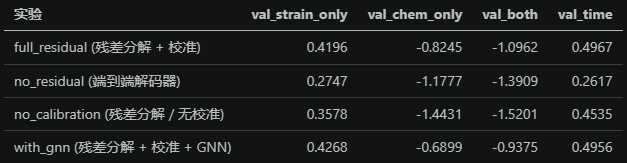 实验 val_strain_only val_chem_only val_both val_time
full_residual (残差分解 + 校准) 0.4196 -0.8245 -1.0962 0.4967
no_residual (端到端解码器) 0.2747 -1.1777 -1.3909 0.2617
no_calibration (残差分解 / 无校准) 0.3578 -1.4431 -1.5201 0.4535
with_gnn (残差分解 + 校准 + GNN) 0.4268 -0.6899 -0.9375 0.4956